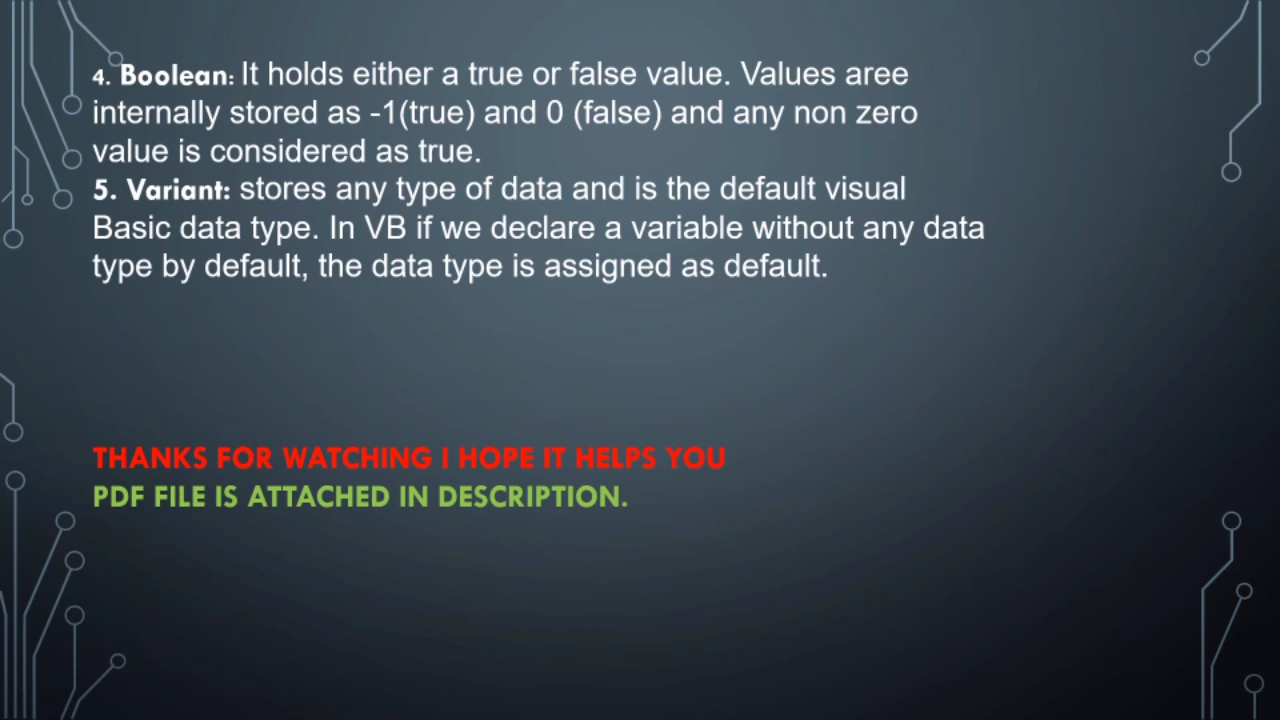 4. Boolean: It holds either a true or false value. Values aree
internally stored as -1(true) and 0 (false) and any non zero
value is considered as true.
5. Variant: stores any type of data and is the default visual
Basic data type. In VB if we declare a variable without any data
type by default, the data type is assigned as default.
THANKS FOR WATCHING I HOPE IT HELPS YOU
PDF FILE IS ATTACHED IN DESCRIPTION.